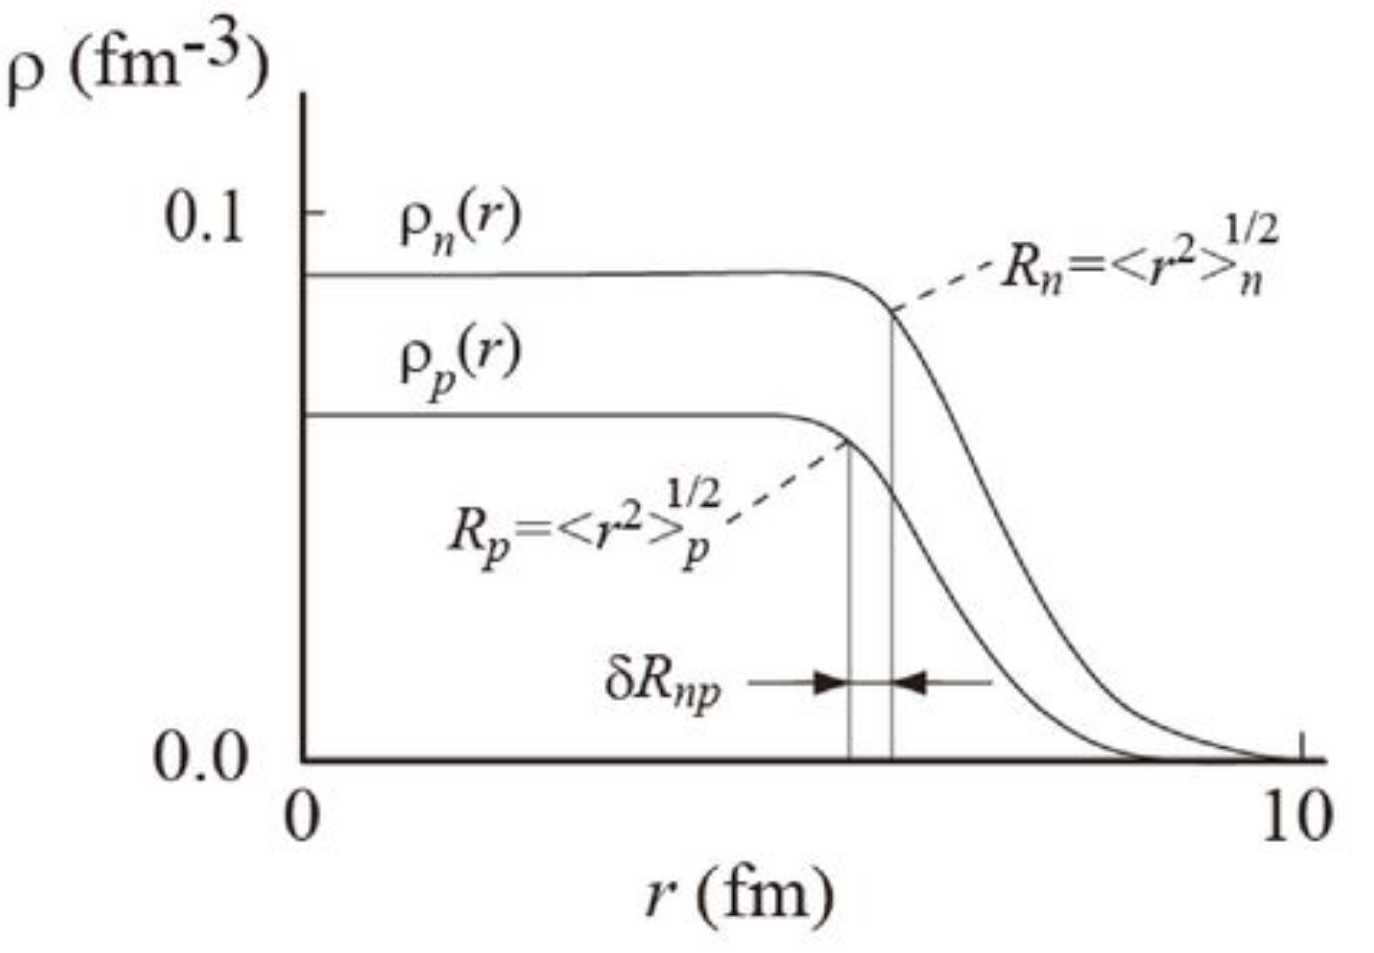 ρ (fm-3)
0.1
ρn(r)
Rn=<r2>n1/2
ρp(r)
Rp=<r2>p1/2
δRnp
0.0
0
10
r (fm)